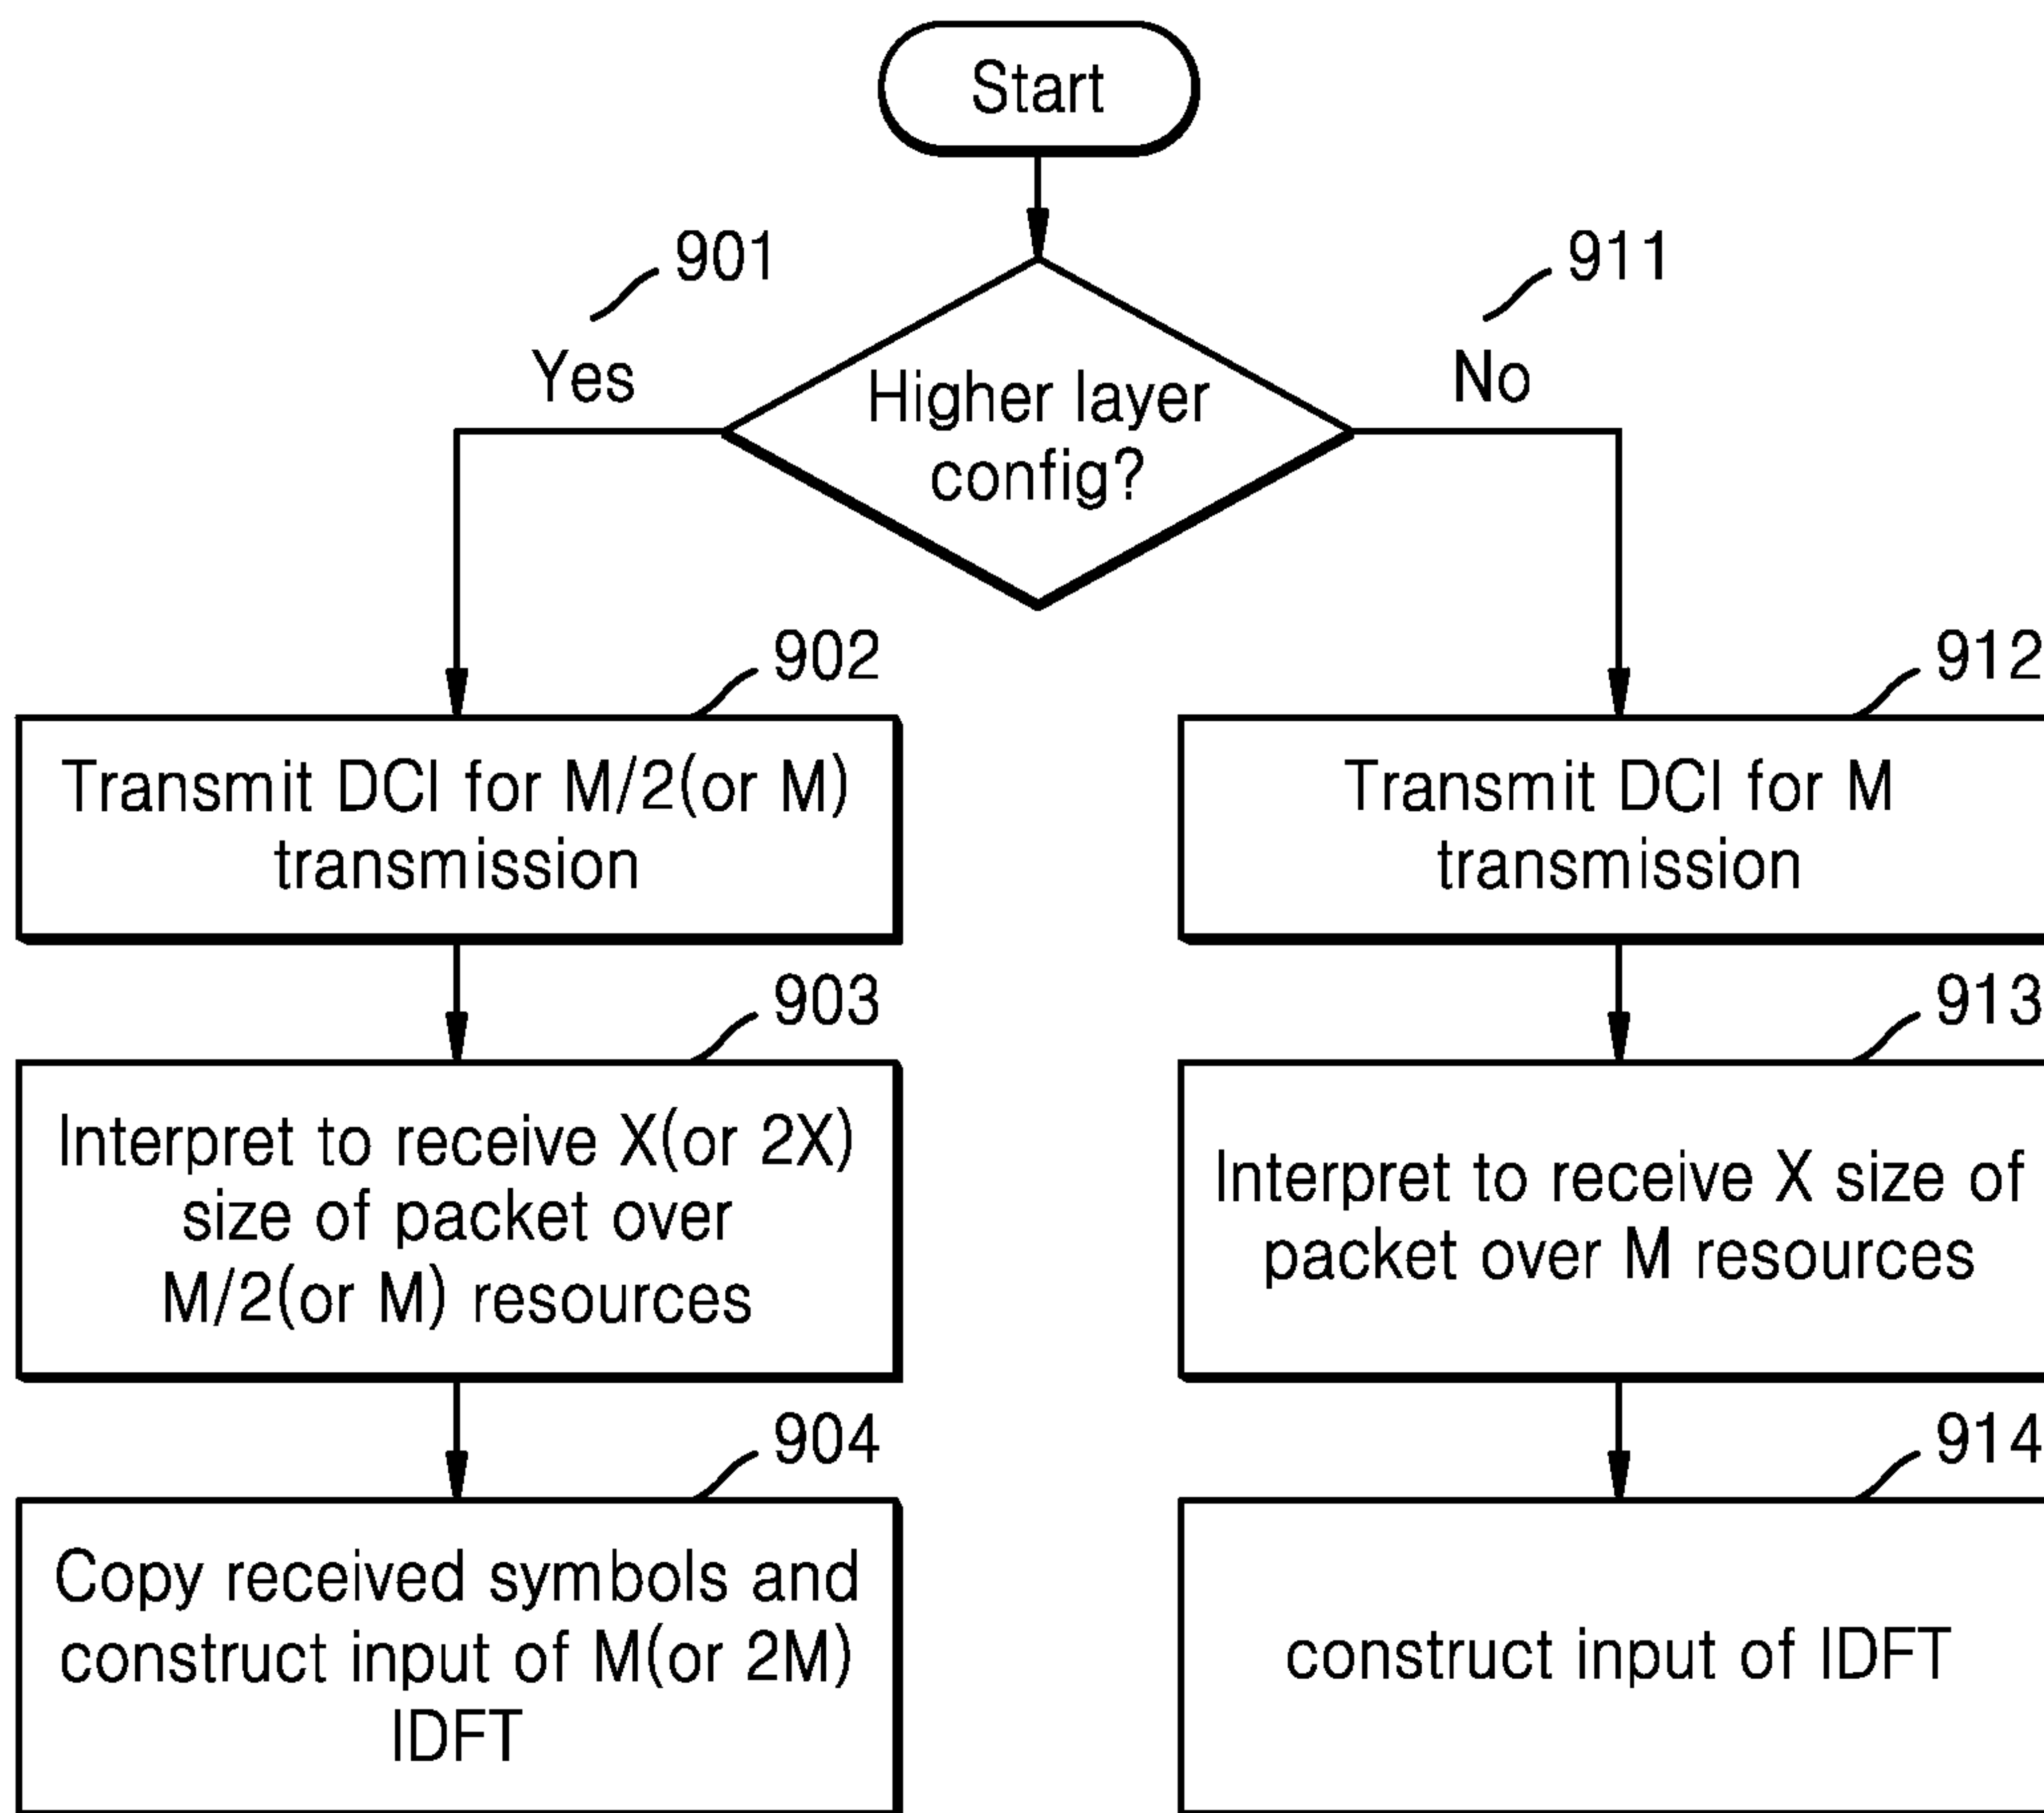 Start
901
911
Yes
No
Higher layer
config?
902
912
Transmit DCI for M/2(or M)
transmission
Transmit DCI for M
transmission
903
913
Interpret to receive X(or 2X)
size of packet over
M/2(or M) resources
Interpret to receive X size of
packet over M resources
904
914
Copy received symbols and
construct input of M(or 2M)
IDFT
construct input of IDFT